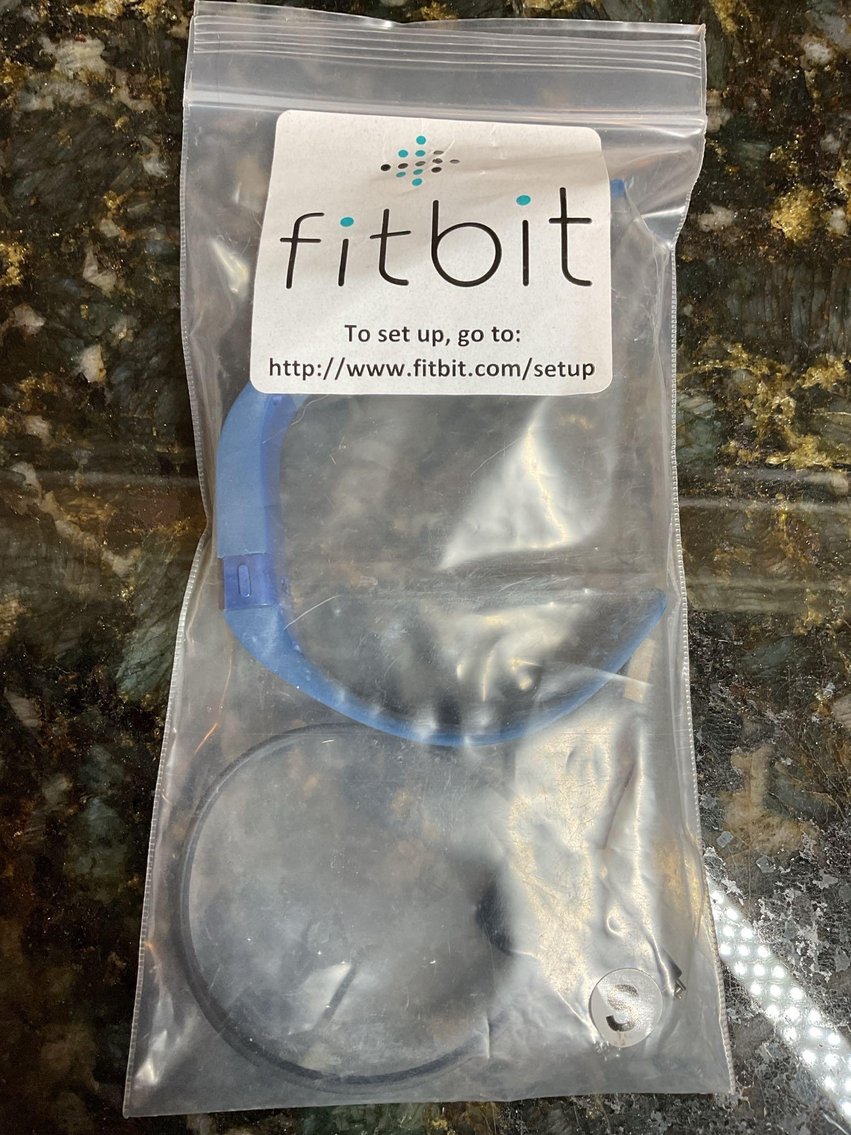 fitbit
To set up, go to:
http://www.fitbit.com/setup
S